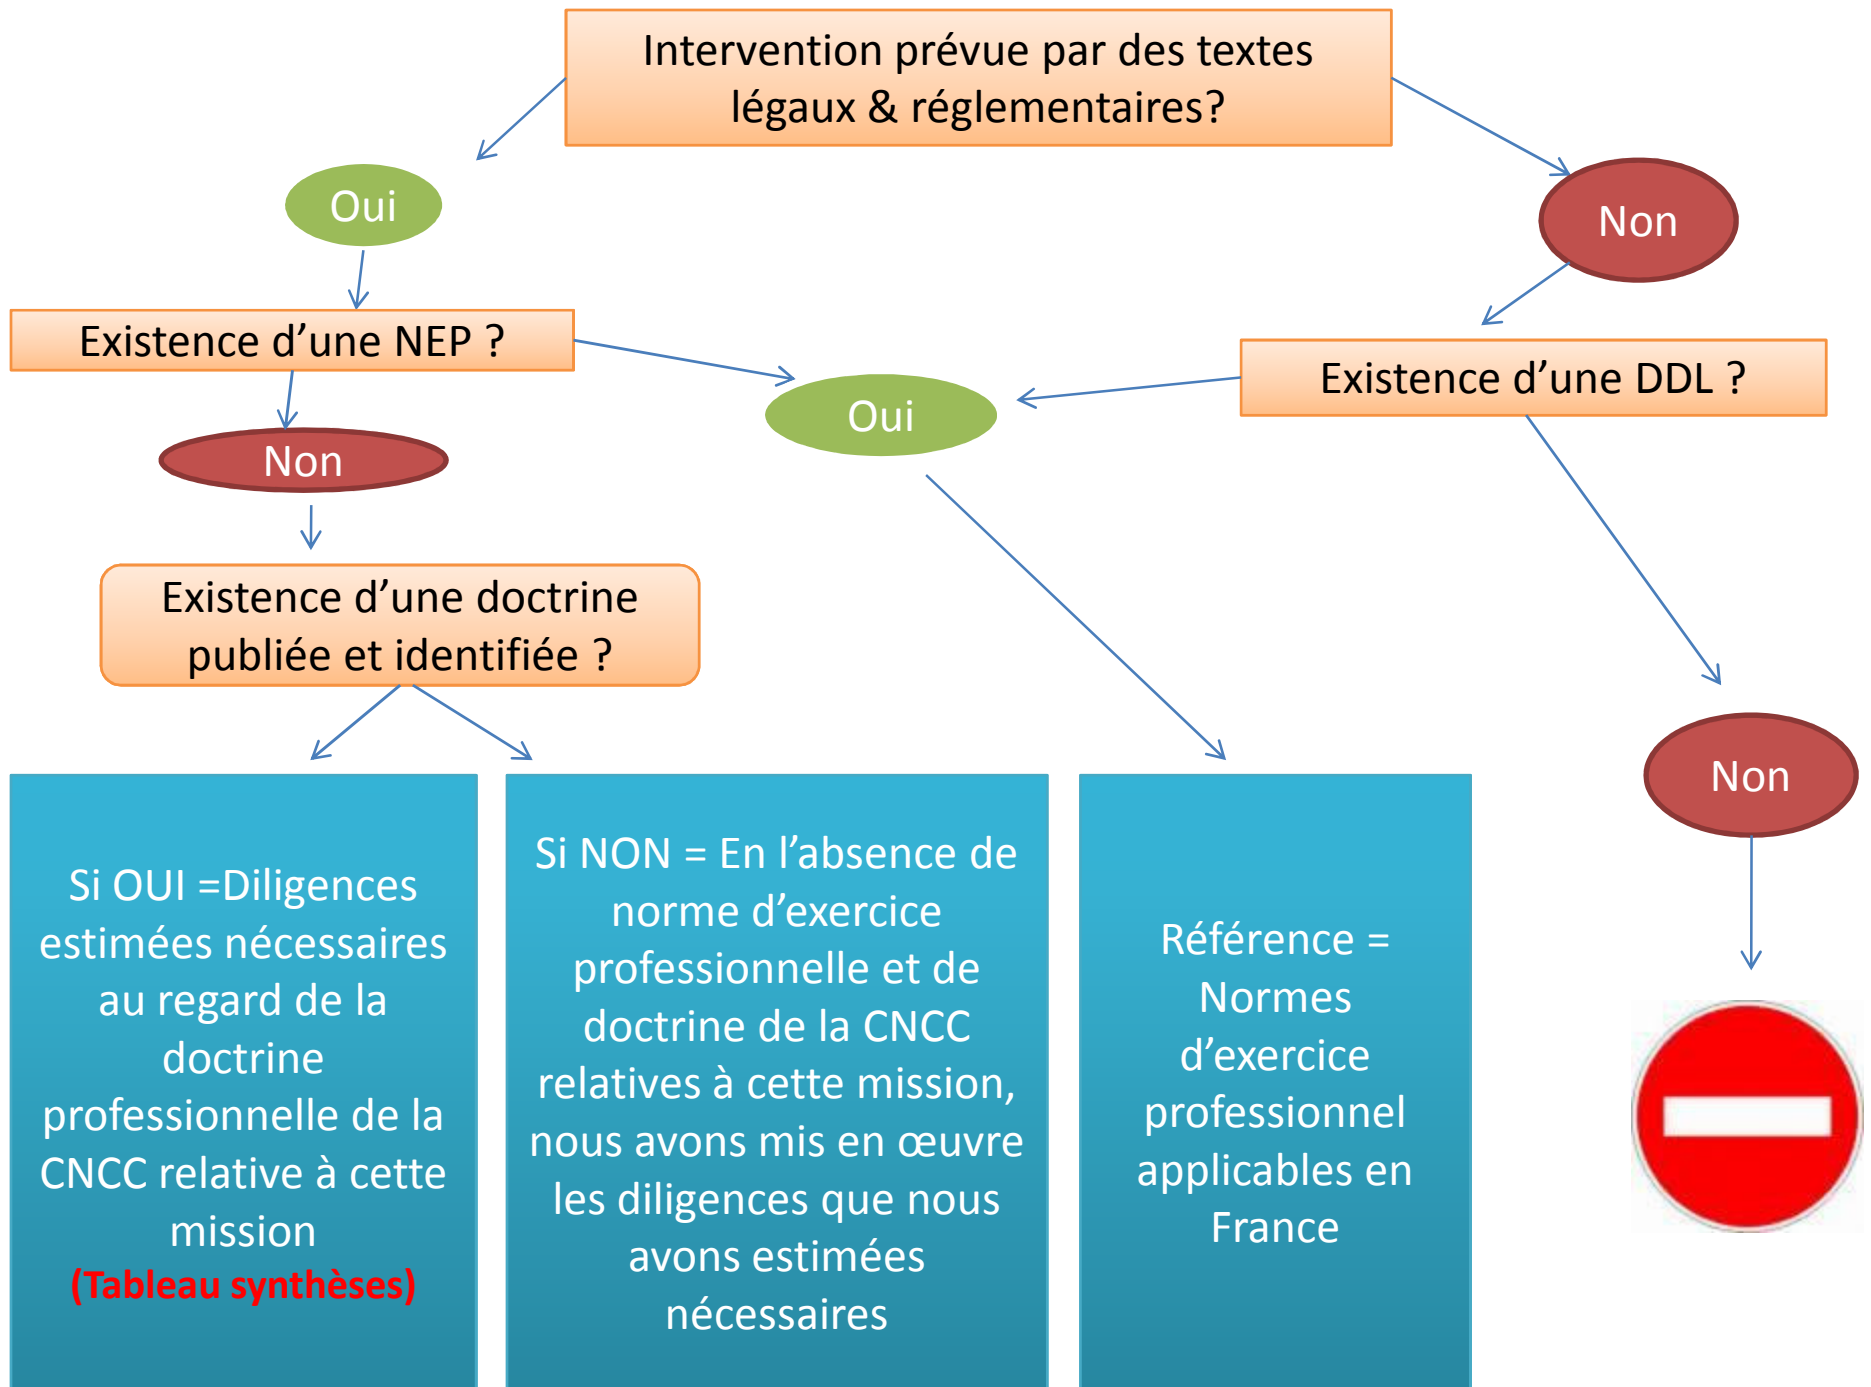 Intervention prévue par des textes
légaux & réglementaires?
Oui
Non
Existence d'une NEP ?
Existence d'une DDL ?
Oui
Non
Existence d'une doctrine
publiée et identifiée ?
Non
Si OUI =Diligences
estimées nécessaires
au regard de la
doctrine
professionnelle de la
CNCC relative à cette
mission
(Tableau synthèses)
Si NON = En l'absence de
norme d'exercice
professionnelle et de
doctrine de la CNCC
relatives à cette mission,
nous avons mis en œuvre
les diligences que nous
avons estimées
nécessaires
Référence =
Normes
d'exercice
professionnel
applicables en
France